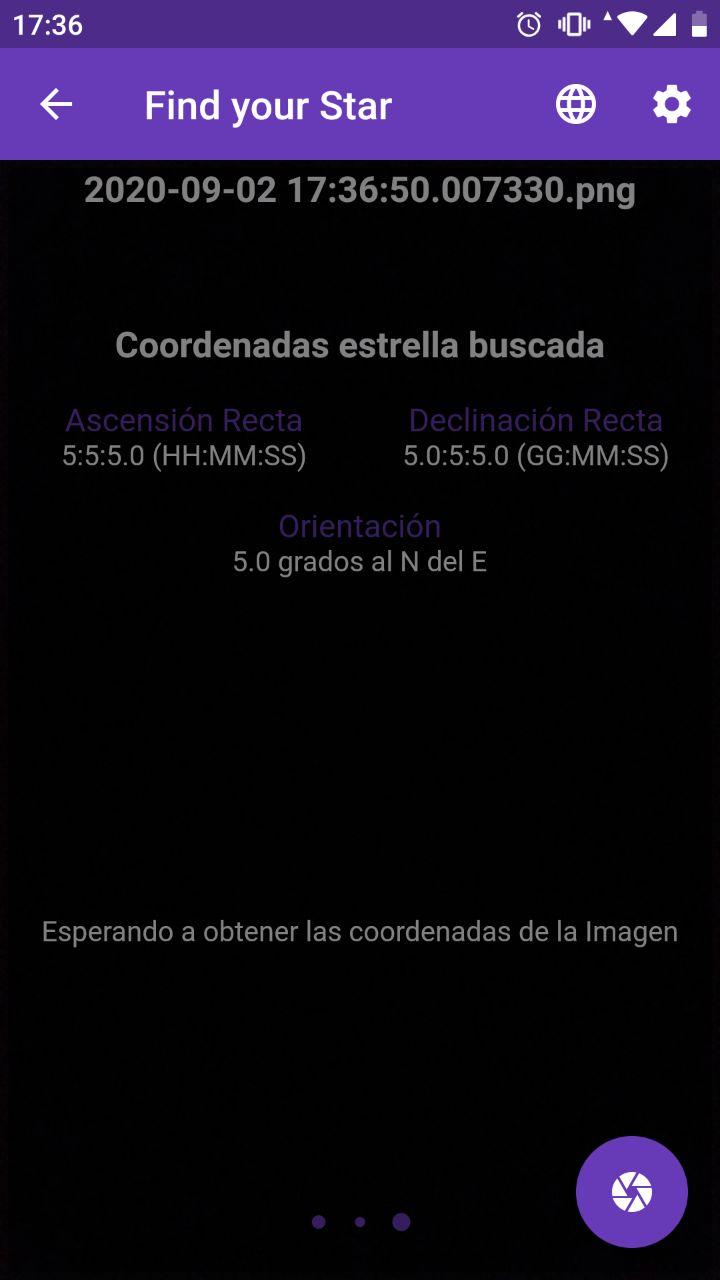 17:36
Find your Star
2020-09-02 17:36:50.007330.png
Coordenadas estrella buscada
Ascensión Recta
5:5:5.0 (HH:MM:SS)
Declinación Recta
5.0:5:5.0 (GG:MM:SS)
Orientación
5.0 grados al N del E
Esperando a obtener las coordenadas de la Imagen